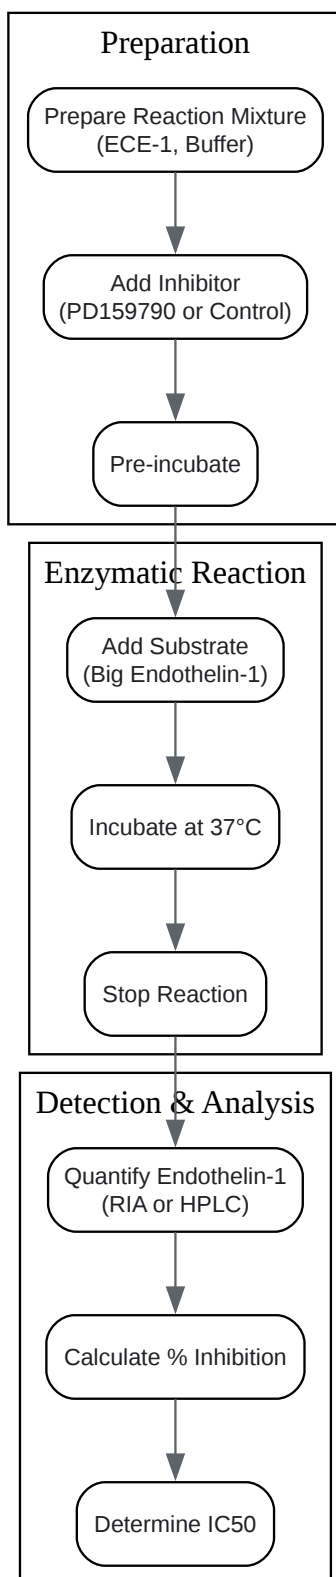 Preparation
Prepare Reaction Mixture
(ECE-1, Buffer)
Add Inhibitor
(PD159790 or Control)
Pre-incubate
Enzymatic Reaction
Add Substrate
(Big Endothelin-1)
Incubate at 37°C
Stop Reaction
Detection & Analysis
Quantify Endothelin-1
(RIA or HPLC)
Calculate % Inhibition
Determine IC50